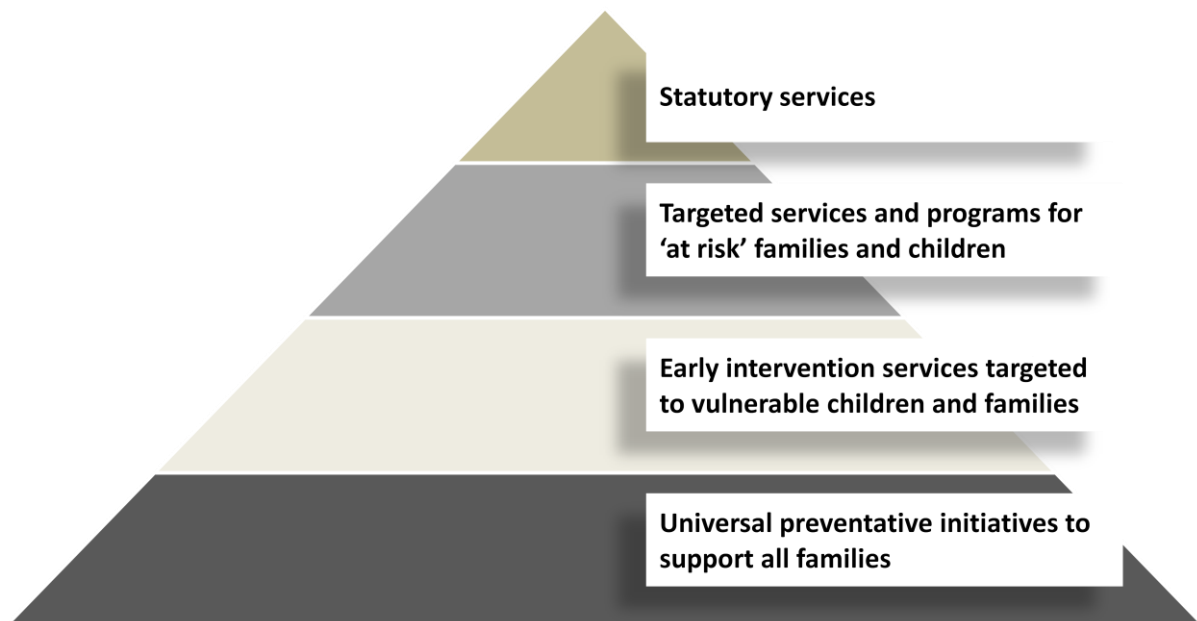 Statutory services
Targeted services and programs for
‘at risk’ families and children
Early intervention services targeted
to vulnerable children and families
Universal preventative initiatives to
support all families